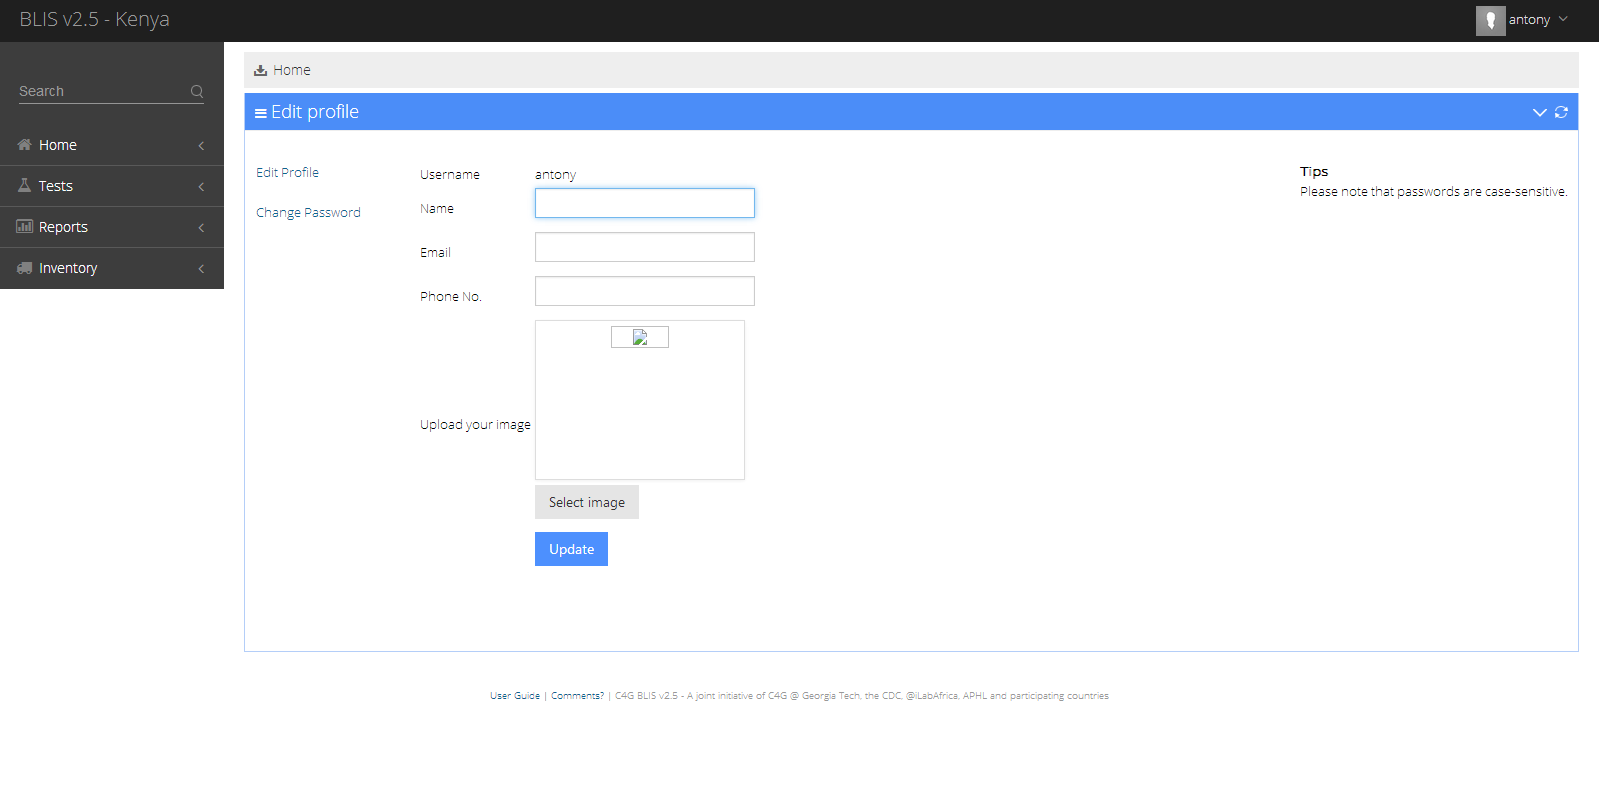 BLIS v2.5 - Kenya
antony
Search
Home
Tests
Reports
Inventory
Home
Edit profile
Edit Profile
Change Password
Username antony
Name
Email
Phone No.
Upload your image
Select image
Update
Tips
Please note that passwords are case-sensitive.
User Guide | Comments? | C4G BLIS v2.5 - A joint initiative of C4G @ Georgia Tech, the CDC, @iLabAfrica, APHL and participating countries